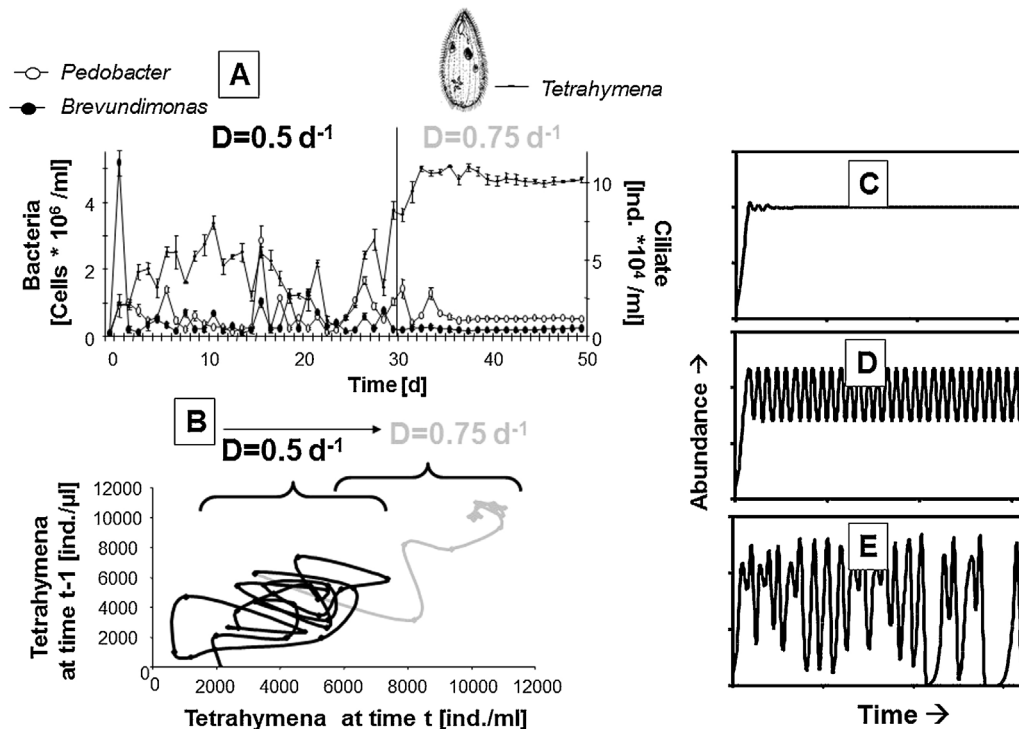 A
Pedobacter
Brevundimonas
Tetrahymena
D=0.5 d-1
D=0.75 d-1
Bacteria
[Cells * 10⁶ /ml]
4
2
0
10
5
0
Ciliate
[Ind. *10⁴ /ml]
0 10 20 30 40 50
Time [d]
B
D=0.5 d-1
D=0.75 d-1
Tetrahymena
at time t-1 [ind./µl]
12000
10000
8000
6000
4000
2000
0
0 2000 4000 6000 8000 10000 12000
Tetrahymena at time t [ind./ml]
C
D
E
Abundance →
Time →